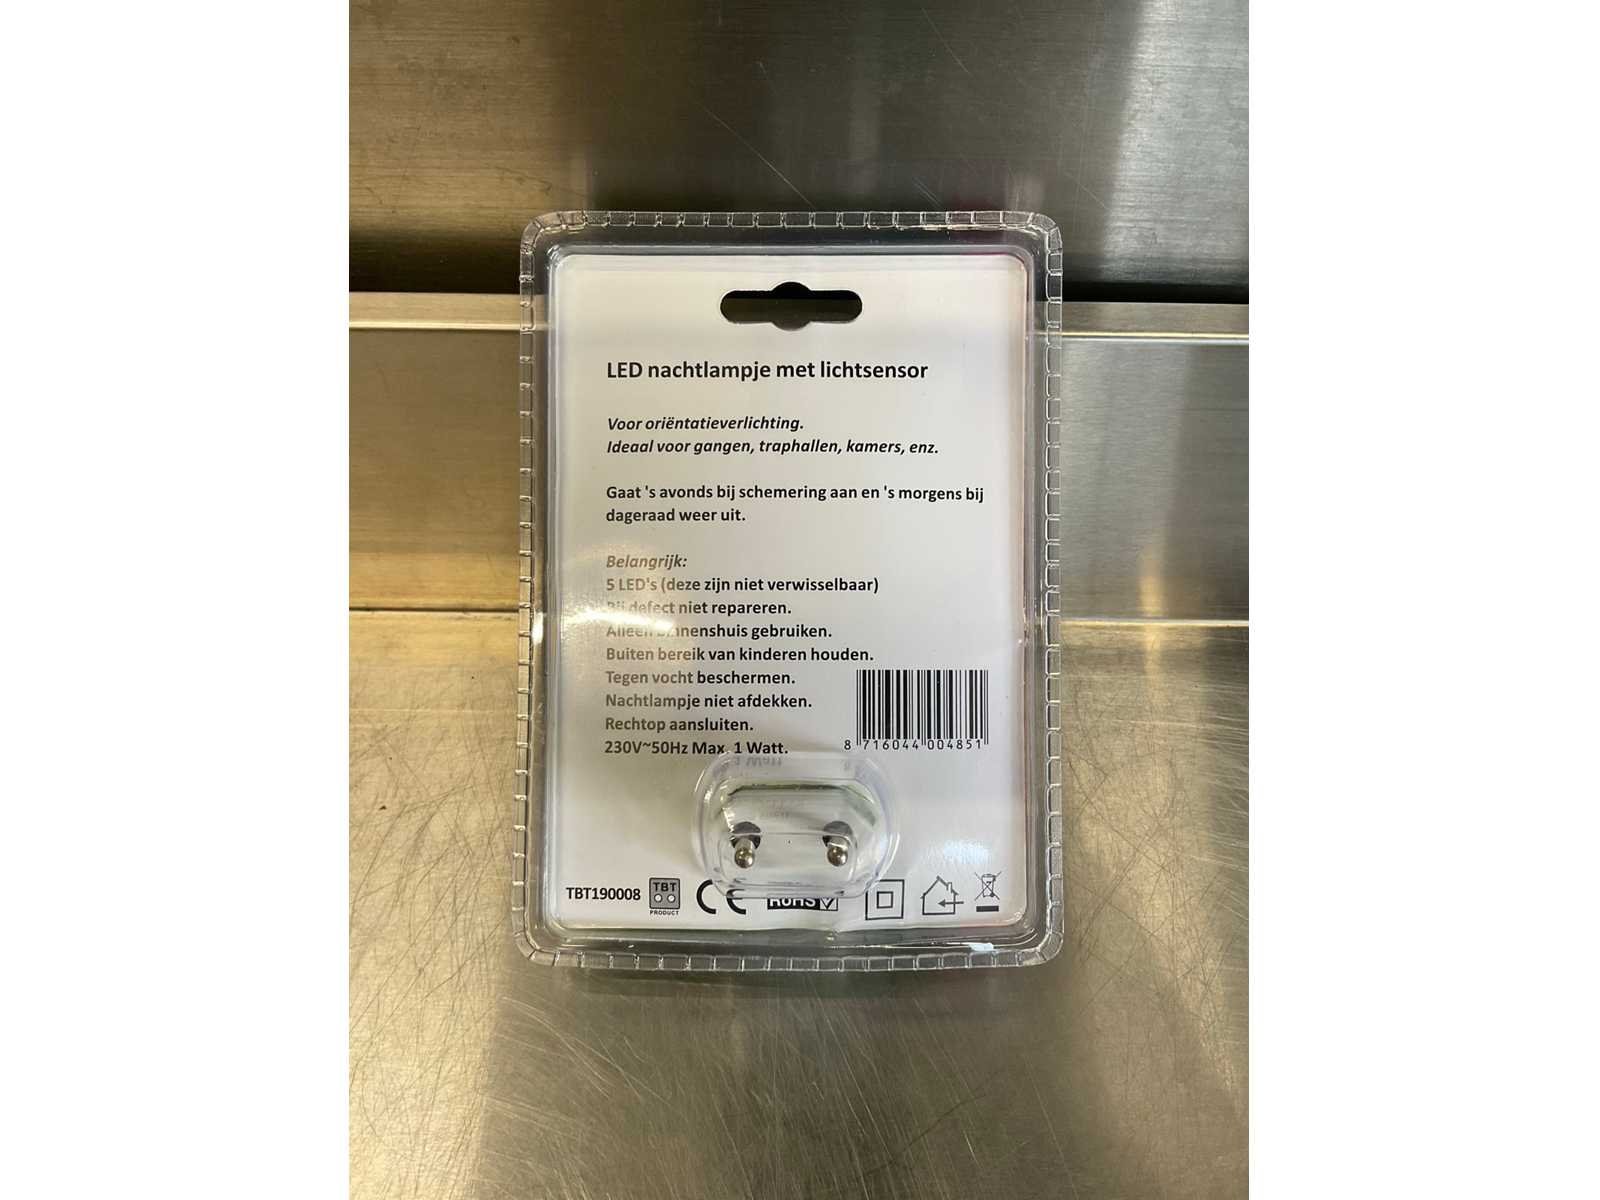 LED nachtlampje met lichtsensor
Voor oriëntatieverlichting.
Ideaal voor gangen, traphallen, kamers, enz.
Gaat 's avonds bij schemering aan en 's morgens bij
dageraad weer uit.
Belangrijk:
5 LED's (deze zijn niet verwisselbaar)
Bij defect niet repareren.
Alleen binnenshuis gebruiken.
Buiten bereik van kinderen houden.
Tegen vocht beschermen.
Nachtlampje niet afdekken.
Rechtop aansluiten.
230V~50Hz Max. 1 Watt.
8 716044 004851
TBT190008
TBT
PRODUCT
CE
RoHS